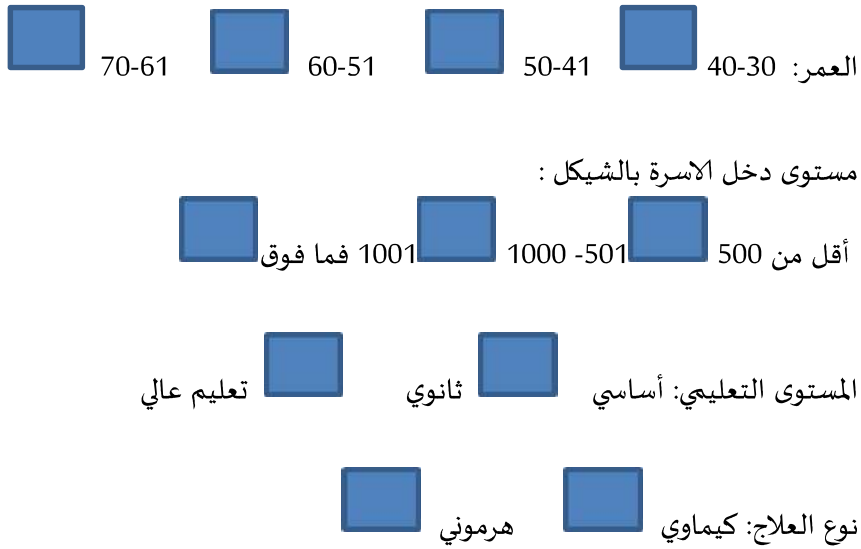 العمر: 30-40 41-50 51-60 61-70
مستوى دخل الاسرة بالشيكل :
أقل من 500 501- 1000 1001 فما فوق
المستوى التعليمي: أساسي ثانوي تعليم عالي
نوع العلاج: كيماوي هرموني